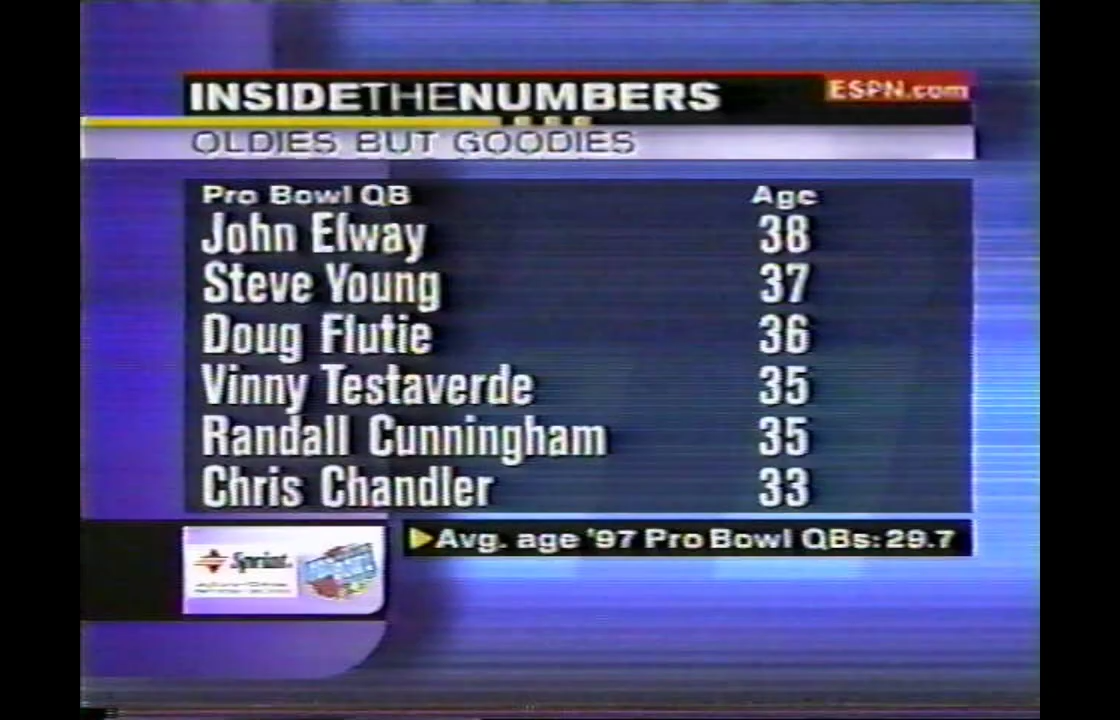 INSIDETHENUMBERS
ESPN.com
OLDIES BUT GOODIES
Pro Bowl QB Age
John Elway 38
Steve Young 37
Doug Flutie 36
Vinny Testaverde 35
Randall Cunningham 35
Chris Chandler 33
Avg. age '97 Pro Bowl QBs: 29.7
Sprint